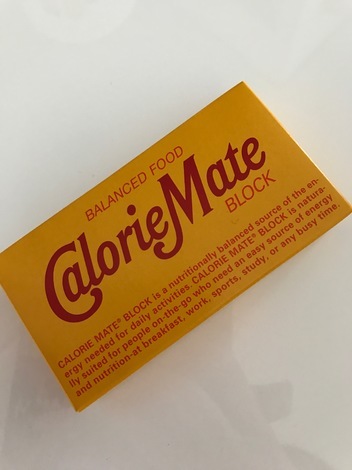 BALANCED FOOD
CalorieMate
BLOCK
CALORIE MATE® BLOCK is a nutritionally balanced source of the en-
ergy needed for daily activities. CALORIE MATE® BLOCK is natura-
lly suited for people on-the-go who need an easy source of energy
and nutrition-at breakfast, work, sports, study, or any busy time.